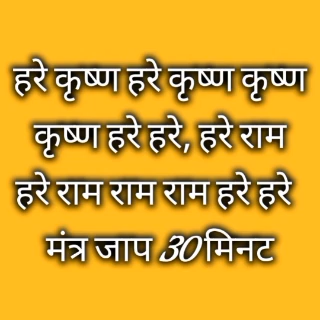 हरे कृष्ण हरे कृष्ण कृष्ण
कृष्ण हरे हरे, हरे राम
हरे राम राम राम हरे हरे
मंत्र जाप 30 मिनट